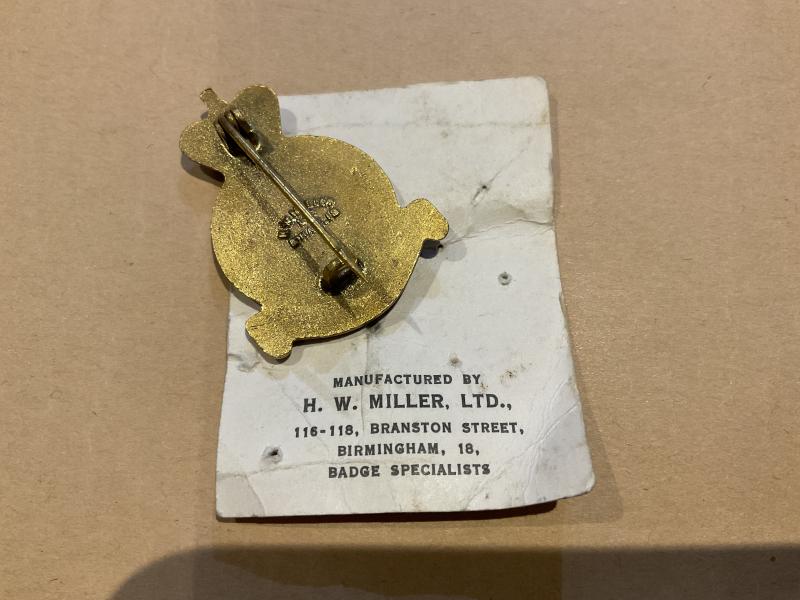 MANUFACTURED BY
H. W. MILLER, LTD.,
116-118, BRANSTON STREET,
BIRMINGHAM, 18,
BADGE SPECIALISTS